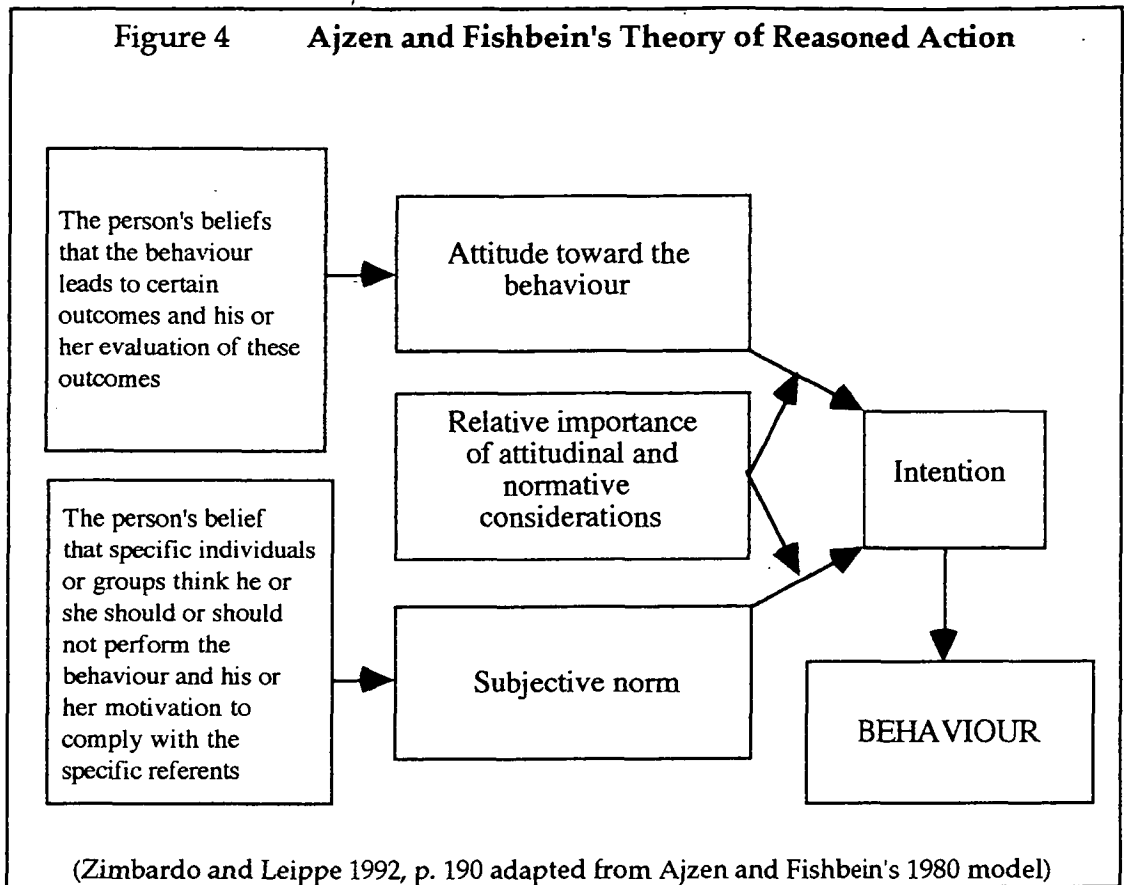 Figure 4 Ajzen and Fishbein's Theory of Reasoned Action
The person's beliefs
that the behaviour
leads to certain
outcomes and his or
her evaluation of these
outcomes
Attitude toward the
behaviour
Relative importance
of attitudinal and
normative
considerations
Intention
The person's belief
that specific individuals
or groups think he or
she should or should
not perform the
behaviour and his or
her motivation to
comply with the
specific referents
Subjective norm
BEHAVIOUR
(Zimbardo and Leippe 1992, p. 190 adapted from Ajzen and Fishbein's 1980 model)